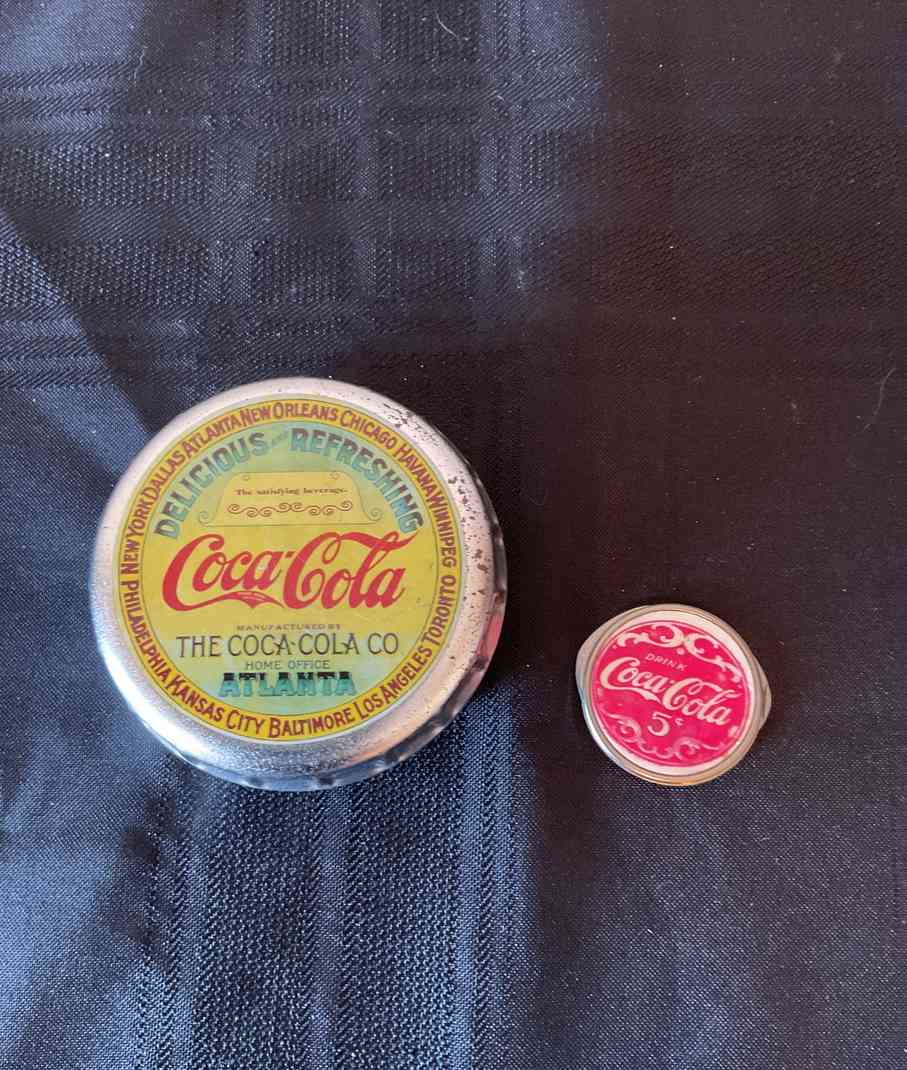 PHILADELPHIA NEW YORK DALLAS ATLANTA NEW ORLEANS CHICAGO HAVANA WINNIPEG
KANSAS CITY BALTIMORE LOS ANGELES TORONTO
DELICIOUS AND REFRESHING
The satisfying beverage.
Coca-Cola
MANUFACTURED BY
THE COCA-COLA CO
HOME OFFICE
ATLANTA
DRINK
Coca-Cola
5¢